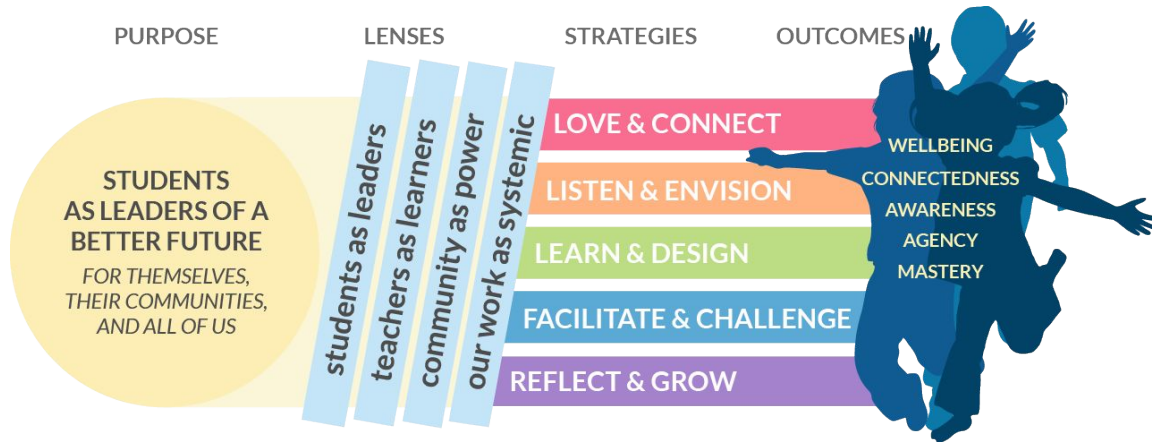 PURPOSE
LENSES
STRATEGIES
OUTCOMES
STUDENTS
AS LEADERS OF A
BETTER FUTURE
FOR THEMSELVES,
THEIR COMMUNITIES,
AND ALL OF US
students as leaders
teachers as learners
community as power
our work as systemic
LOVE & CONNECT
LISTEN & ENVISION
LEARN & DESIGN
FACILITATE & CHALLENGE
REFLECT & GROW
WELLBEING
CONNECTEDNESS
AWARENESS
AGENCY
MASTERY